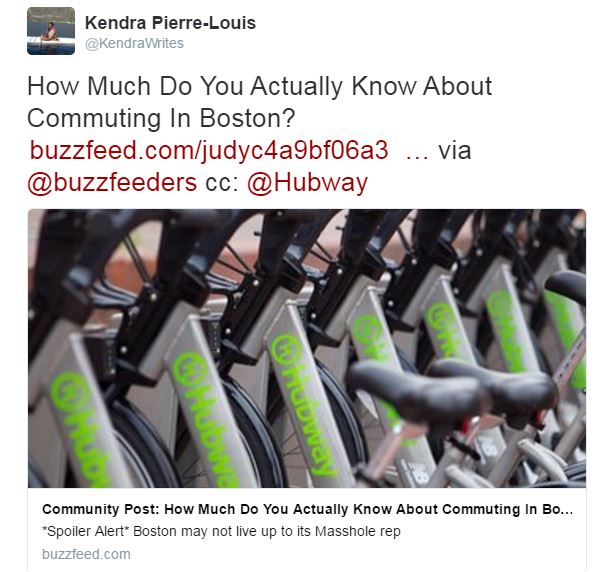 Kendra Pierre-Louis
@KendraWrites
How Much Do You Actually Know About
Commuting In Boston?
buzzfeed.com/judyc4a9bf06a3 … via
@buzzfeeders cc: @Hubway
Hubw
Hubway
Hubway
H
Hub
Hubway
Community Post: How Much Do You Actually Know About Commuting In Bo...
*Spoiler Alert* Boston may not live up to its Masshole rep
buzzfeed.com